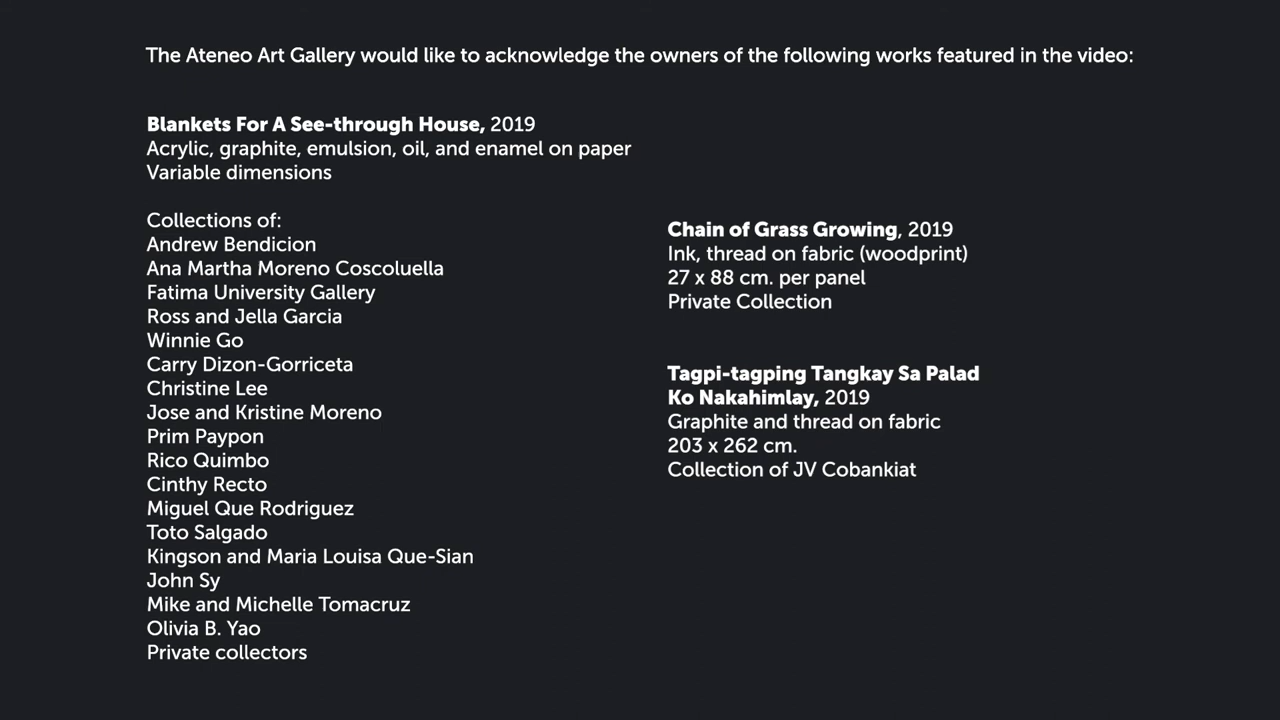 The Ateneo Art Gallery would like to acknowledge the owners of the following works featured in the video:
Blankets For A See-through House, 2019
Acrylic, graphite, emulsion, oil, and enamel on paper
Variable dimensions
Collections of:
Andrew Bendicion
Ana Martha Moreno Coscoluella
Fatima University Gallery
Ross and Jella Garcia
Winnie Go
Carry Dizon-Gorriceta
Christine Lee
Jose and Kristine Moreno
Prim Paypon
Rico Quimbo
Cinthy Recto
Miguel Que Rodriguez
Toto Salgado
Kingson and Maria Louisa Que-Sian
John Sy
Mike and Michelle Tomacruz
Olivia B. Yao
Private collectors
Chain of Grass Growing, 2019
Ink, thread on fabric (woodprint)
27 x 88 cm. per panel
Private Collection
Tagpi-tagping Tangkay Sa Palad
Ko Nakahimlay, 2019
Graphite and thread on fabric
203 x 262 cm.
Collection of JV Cobankiat